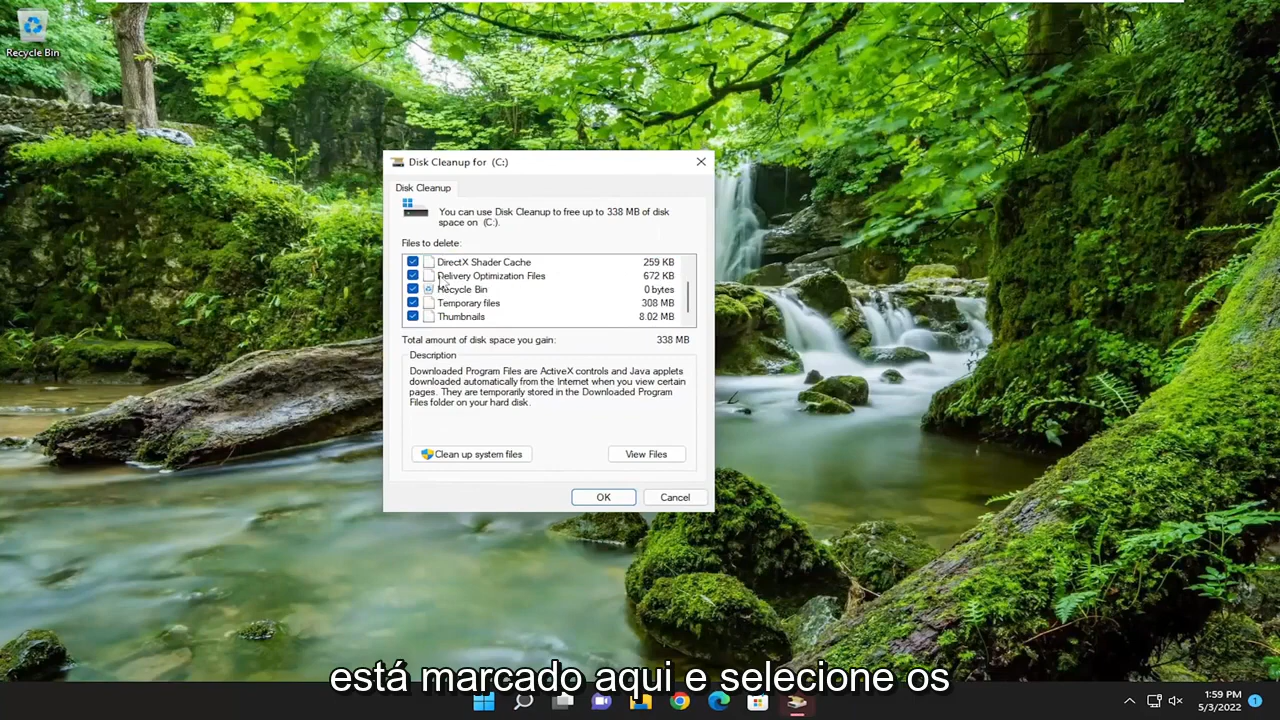 Recycle Bin
Disk Cleanup for (C:)
Disk Cleanup
You can use Disk Cleanup to free up to 338 MB of disk
space on (C:).
Files to delete:
DirectX Shader Cache 259 KB
Delivery Optimization Files 672 KB
Recycle Bin 0 bytes
Temporary files 308 MB
Thumbnails 8.02 MB
Total amount of disk space you gain: 338 MB
Description
Downloaded Program Files are ActiveX controls and Java applets
downloaded automatically from the Internet when you view certain
pages. They are temporarily stored in the Downloaded Program
Files folder on your hard disk.
Clean up system files View Files
OK Cancel
está marcado aqui e selecione os
1:59 PM
5/3/2022
1